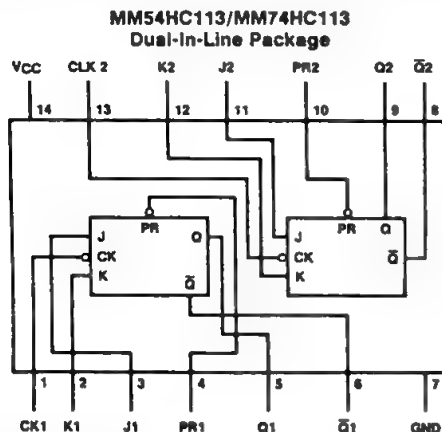 MM54HC113/MM74HC113
Dual-In-Line Package
VCC CLK 2 K2 J2 PR2 Q2 Q̅2
14 13 12 11 10 9 8
PR Q
J
CK
K
Q̅
PR Q
J
CK
K
Q̅
1 2 3 4 5 6 7
CK1 K1 J1 PR1 Q1 Q̅1 GND